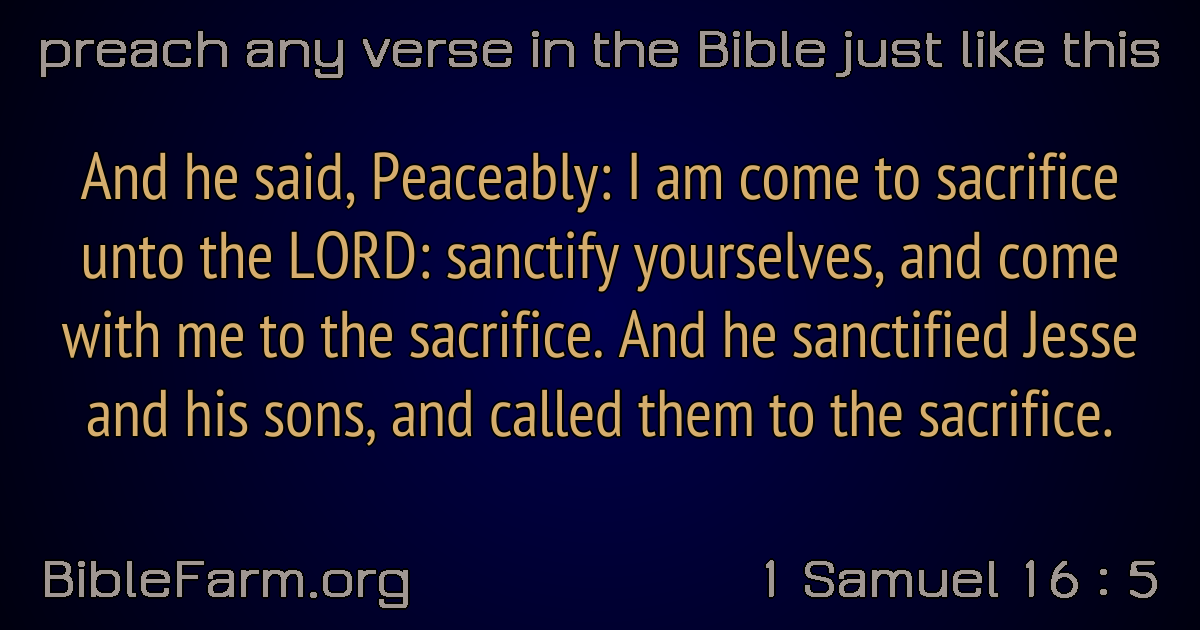 preach any verse in the Bible just like this
And he said, Peaceably: I am come to sacrifice
unto the LORD: sanctify yourselves, and come
with me to the sacrifice. And he sanctified Jesse
and his sons, and called them to the sacrifice.
BibleFarm.org
1 Samuel 16 : 5